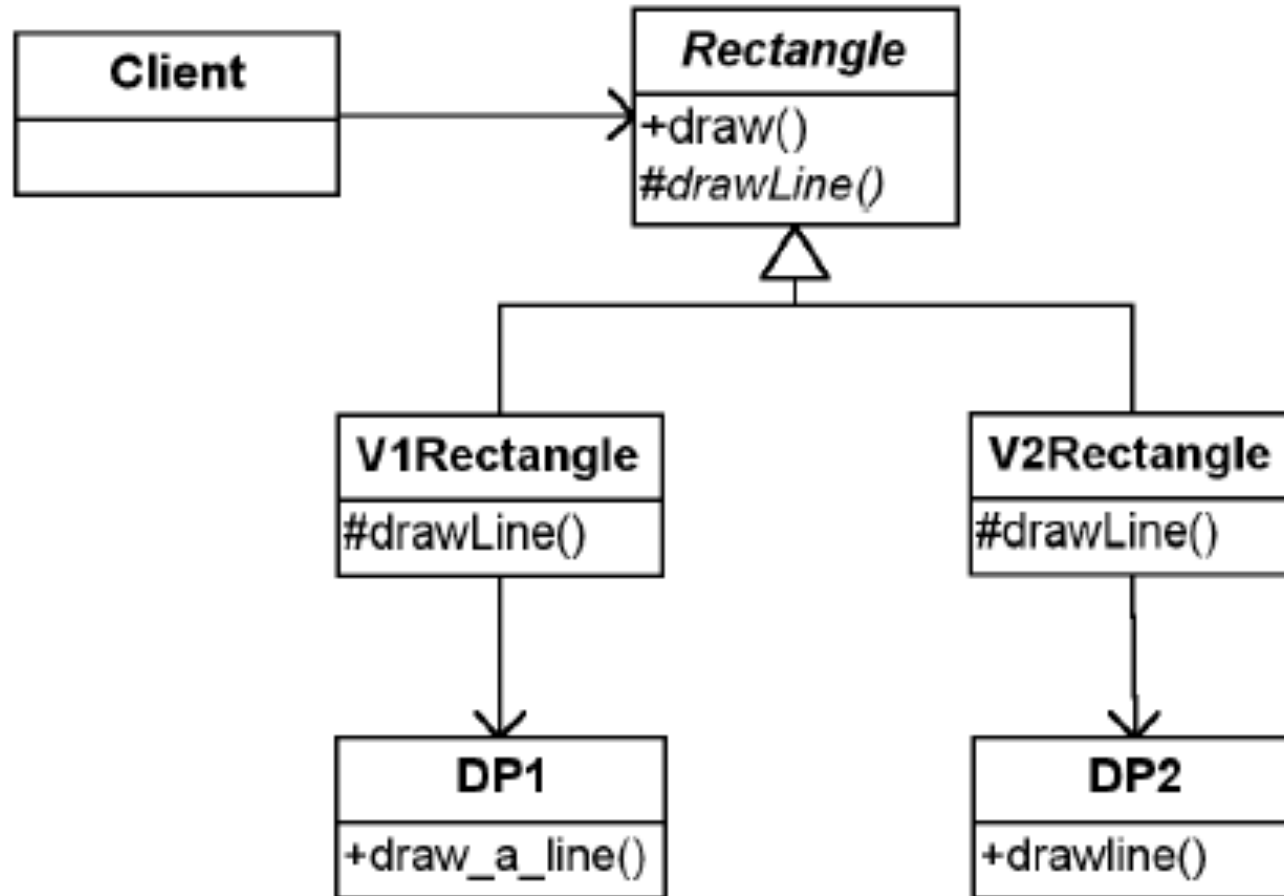 Client
Rectangle
+draw()
#drawLine()
V1Rectangle
#drawLine()
V2Rectangle
#drawLine()
DP1
+draw_a_line()
DP2
+drawline()